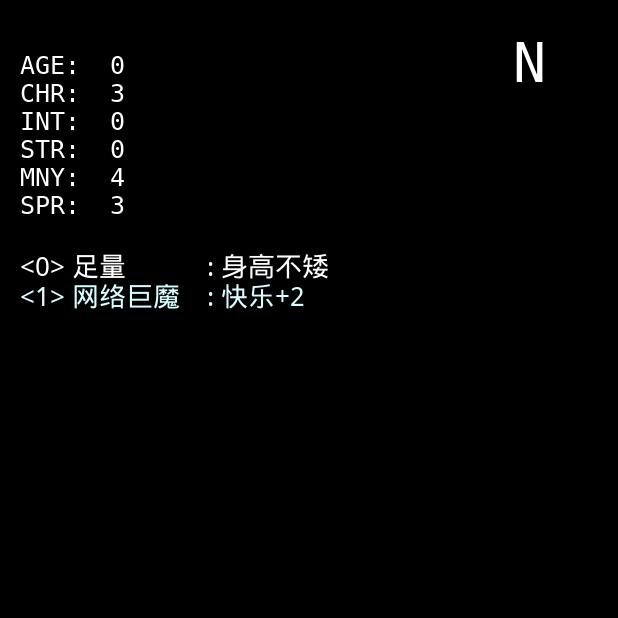 N
AGE: 0
CHR: 3
INT: 0
STR: 0
MNY: 4
SPR: 3
<0> 足量 : 身高不矮
<1> 网络巨魔 : 快乐+2